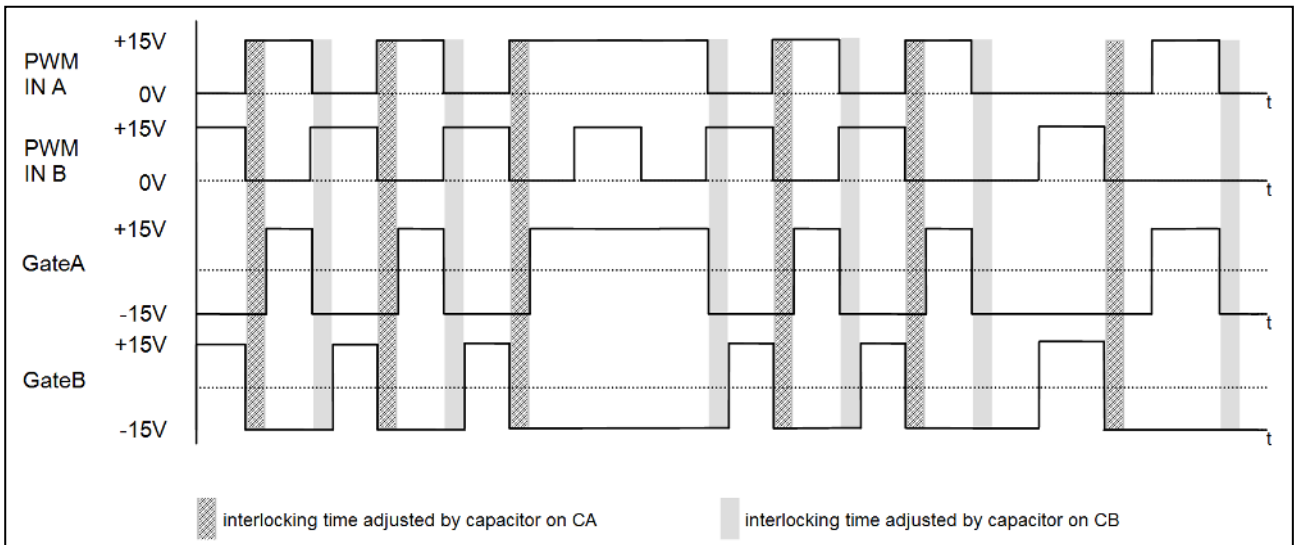 +15V
PWM
IN A
0V
t
+15V
PWM
IN B
0V
t
+15V
GateA
-15V
t
+15V
GateB
-15V
t
interlocking time adjusted by capacitor on CA
interlocking time adjusted by capacitor on CB